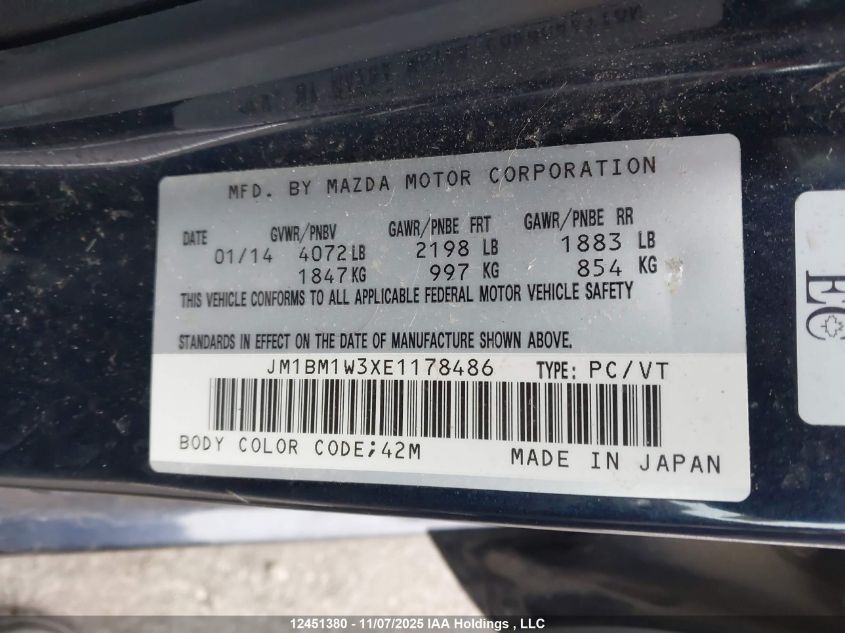 MFD. BY MAZDA MOTOR CORPORATION
DATE GVWR/PNBV GAWR/PNBE FRT GAWR/PNBE RR
01/14 4072 LB 2198 LB 1883 LB
1847 KG 997 KG 854 KG
THIS VEHICLE CONFORMS TO ALL APPLICABLE FEDERAL MOTOR VEHICLE SAFETY
STANDARDS IN EFFECT ON THE DATE OF MANUFACTURE SHOWN ABOVE.
JM1BM1W3XE1178486 TYPE: PC/VT
BODY COLOR CODE;42M MADE IN JAPAN
EC
12451380 - 11/07/2025 IAA Holdings , LLC